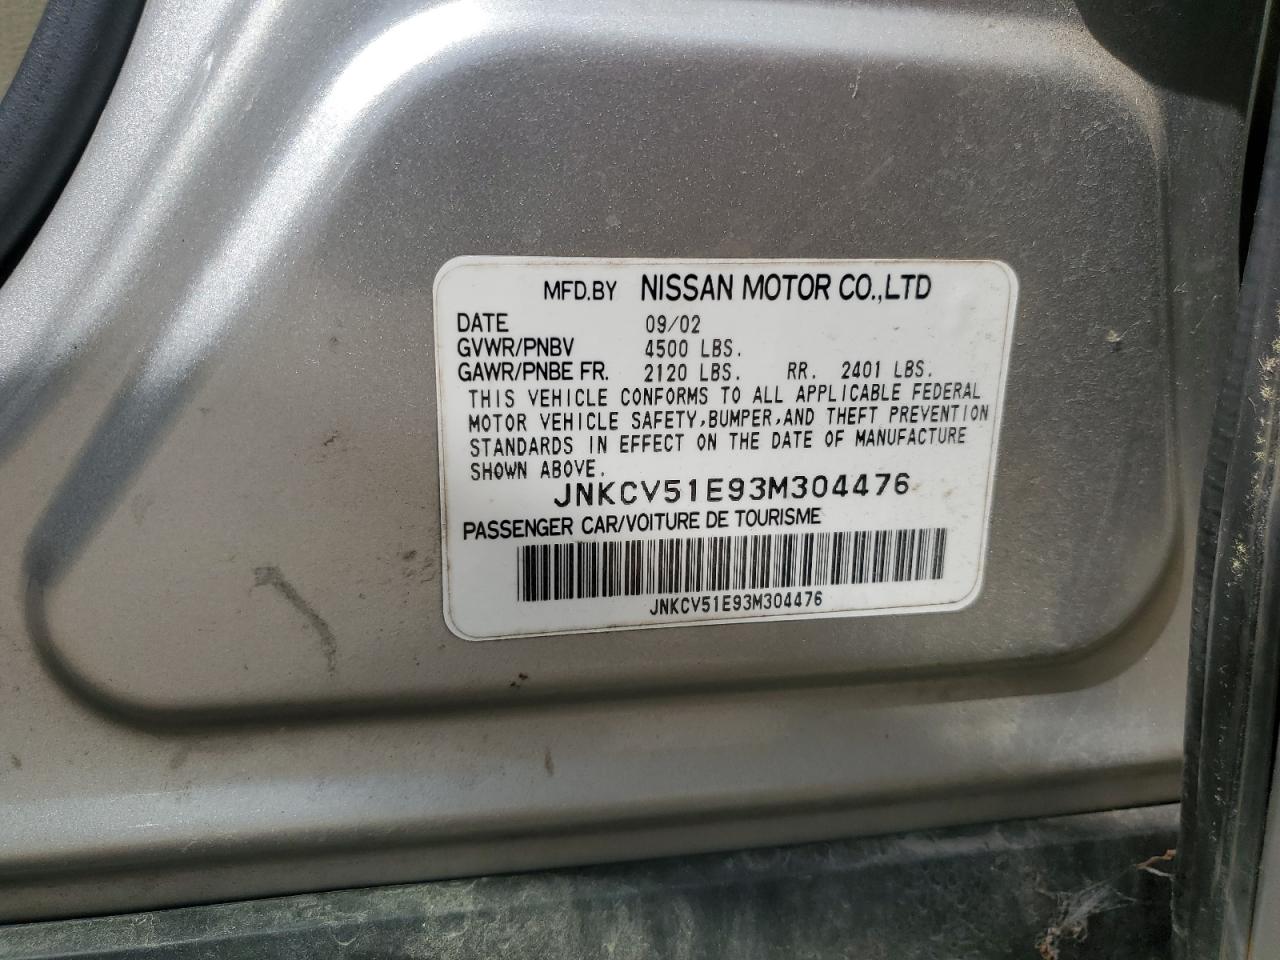 MFD.BY NISSAN MOTOR CO.,LTD
DATE 09/02
GVWR/PNBV 4500 LBS.
GAWR/PNBE FR. 2120 LBS. RR. 2401 LBS.
THIS VEHICLE CONFORMS TO ALL APPLICABLE FEDERAL
MOTOR VEHICLE SAFETY,BUMPER,AND THEFT PREVENTION
STANDARDS IN EFFECT ON THE DATE OF MANUFACTURE
SHOWN ABOVE.
JNKCV51E93M304476
PASSENGER CAR/VOITURE DE TOURISME
JNKCV51E93M304476